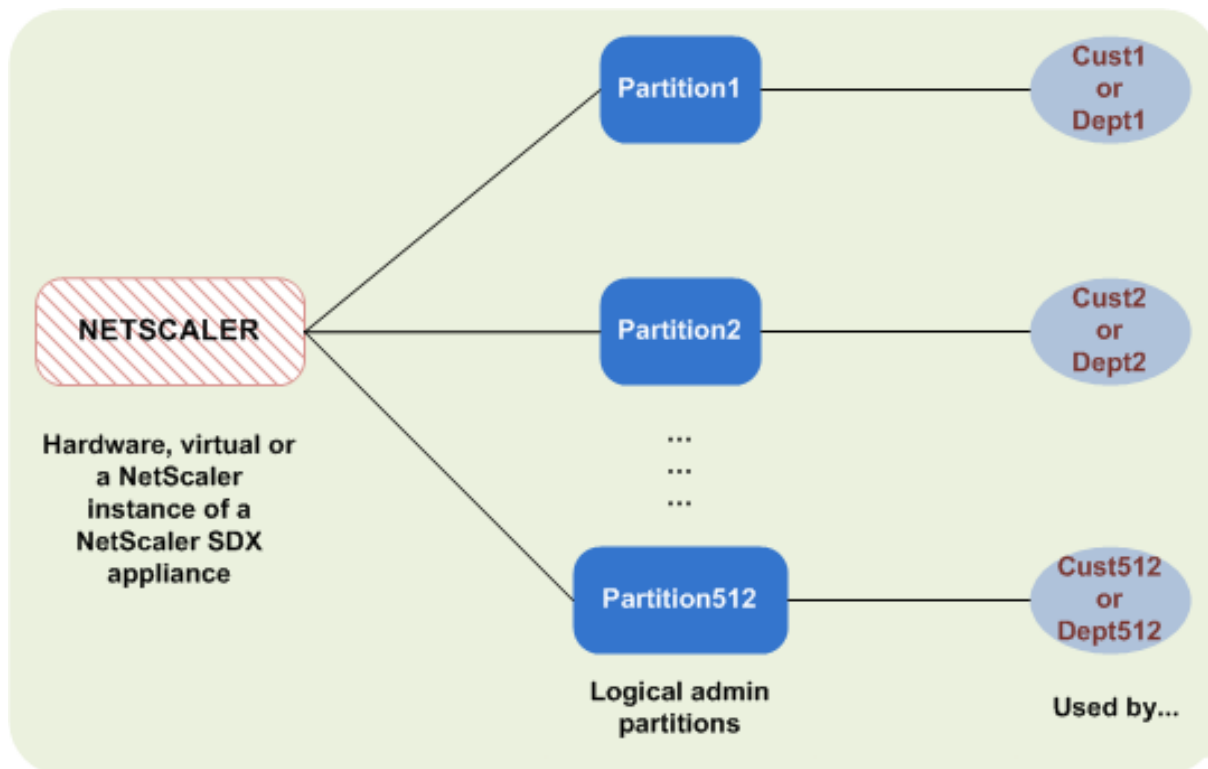 Partition1
Cust1
or
Dept1
NETSCALER
Partition2
Cust2
or
Dept2
Hardware, virtual or
a NetScaler
instance of a
NetScaler SDX
appliance
...
...
...
Partition512
Cust512
or
Dept512
Logical admin
partitions
Used by...